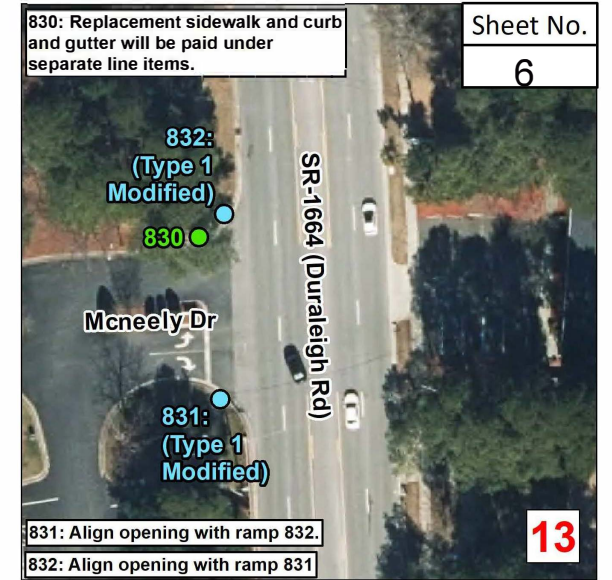 830: Replacement sidewalk and curb
and gutter will be paid under
separate line items.
Sheet No.
6
832:
(Type 1
Modified)
830
SR-1664 (Duraleigh Rd)
Mcneely Dr
831:
(Type 1
Modified)
831: Align opening with ramp 832.
832: Align opening with ramp 831
13